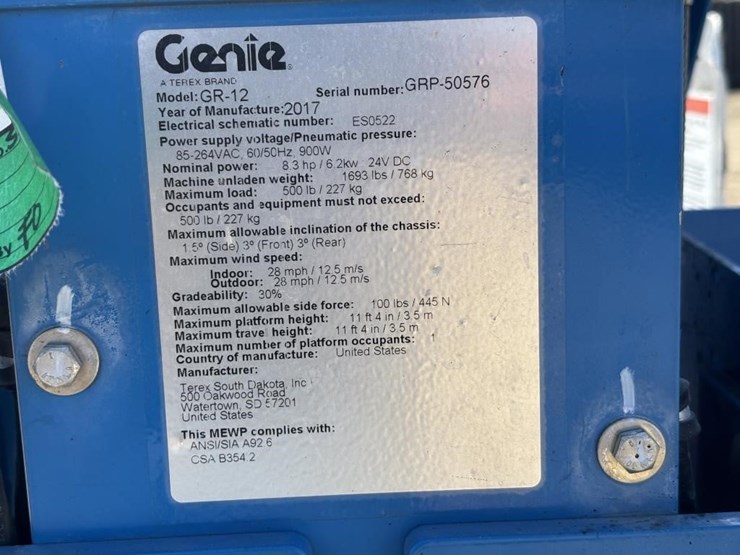 Genie
A TEREX BRAND
Model: GR-12 Serial number: GRP-50576
Year of Manufacture: 2017
Electrical schematic number: ES0522
Power supply voltage/Pneumatic pressure:
85-264VAC, 60/50Hz, 900W
Nominal power: 8.3 hp / 6.2kw 24V DC
Machine unladen weight: 1693 lbs / 768 kg
Maximum load: 500 lb / 227 kg
Occupants and equipment must not exceed:
500 lb / 227 kg
Maximum allowable inclination of the chassis:
1.5º (Side) 3º (Front) 3º (Rear)
Maximum wind speed:
Indoor: 28 mph / 12.5 m/s
Outdoor: 28 mph / 12.5 m/s
Gradeability: 30%
Maximum allowable side force: 100 lbs / 445 N
Maximum platform height: 11 ft 4 in / 3.5 m
Maximum travel height: 11 ft 4 in / 3.5 m
Maximum number of platform occupants: 1
Country of manufacture: United States
Manufacturer:
Terex South Dakota, Inc
500 Oakwood Road
Watertown, SD 57201
United States
This MEWP complies with:
ANSI/SIA A92.6
CSA B354.2